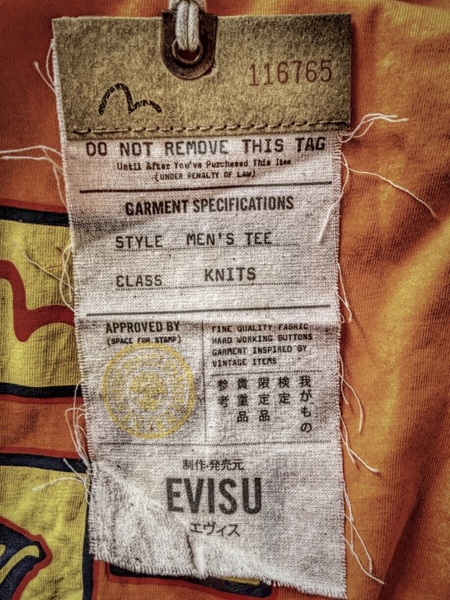 116765
DO NOT REMOVE THIS TAG
Until After You've Purchased This Item
(UNDER PENALTY OF LAW)
GARMENT SPECIFICATIONS
STYLE MEN'S TEE
CLASS KNITS
APPROVED BY
(SPACE FOR STAMP)
FINE QUALITY FABRIC
HARD WORKING BUTTONS
GARMENT INSPIRED BY
VINTAGE ITEMS
我がもの
検定
限定品
貴重品
参考
制作·発売元
EVISU
エヴィス